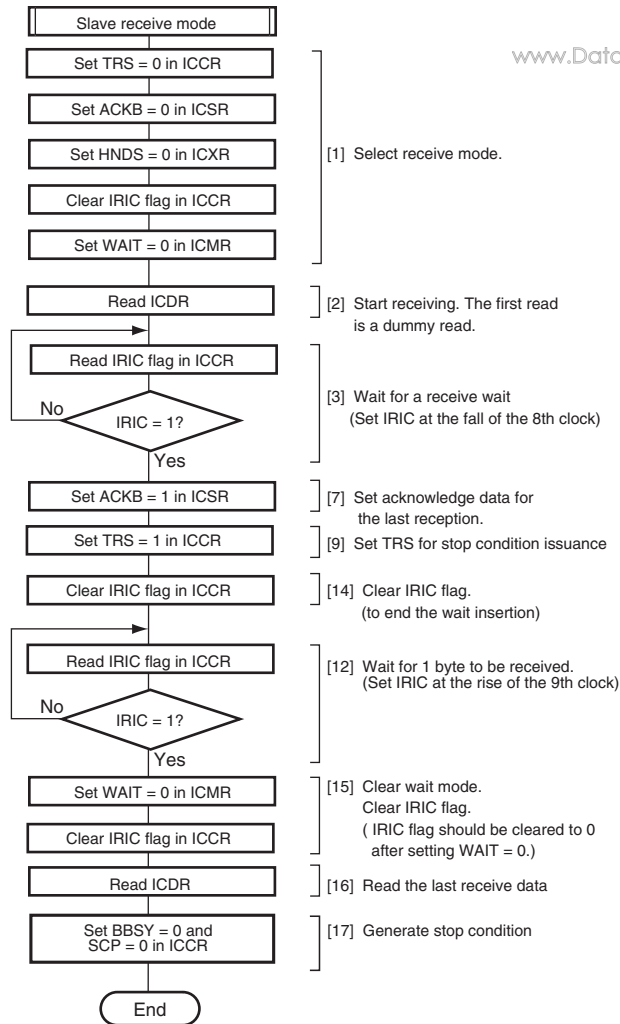 Slave receive mode
www.Data
Set TRS = 0 in ICCR
Set ACKB = 0 in ICSR
Set HNDS = 0 in ICXR
[1] Select receive mode.
Clear IRIC flag in ICCR
Set WAIT = 0 in ICMR
Read ICDR
[2] Start receiving. The first read
is a dummy read.
Read IRIC flag in ICCR
[3] Wait for a receive wait
(Set IRIC at the fall of the 8th clock)
No
IRIC = 1?
Yes
Set ACKB = 1 in ICSR
[7] Set acknowledge data for
the last reception.
Set TRS = 1 in ICCR
[9] Set TRS for stop condition issuance
Clear IRIC flag in ICCR
[14] Clear IRIC flag.
(to end the wait insertion)
Read IRIC flag in ICCR
[12] Wait for 1 byte to be received.
(Set IRIC at the rise of the 9th clock)
No
IRIC = 1?
Yes
Set WAIT = 0 in ICMR
[15] Clear wait mode.
Clear IRIC flag.
( IRIC flag should be cleared to 0
after setting WAIT = 0.)
Clear IRIC flag in ICCR
Read ICDR
[16] Read the last receive data
Set BBSY = 0 and
SCP = 0 in ICCR
[17] Generate stop condition
End